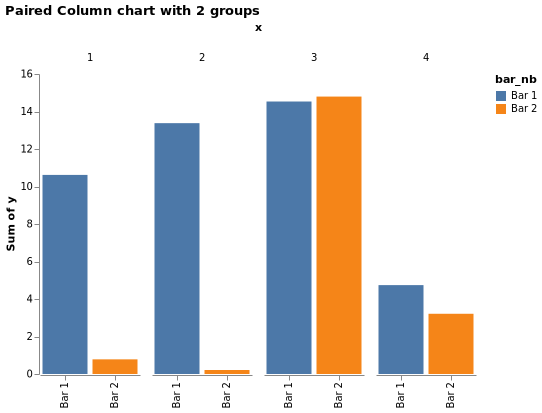 Paired Column chart with 2 groups
x
1 2 3 4
bar_nb
Bar 1
Bar 2
Sum of y
16
14
12
10
8
6
4
2
0
Bar 1 Bar 2 Bar 1 Bar 2 Bar 1 Bar 2 Bar 1 Bar 2